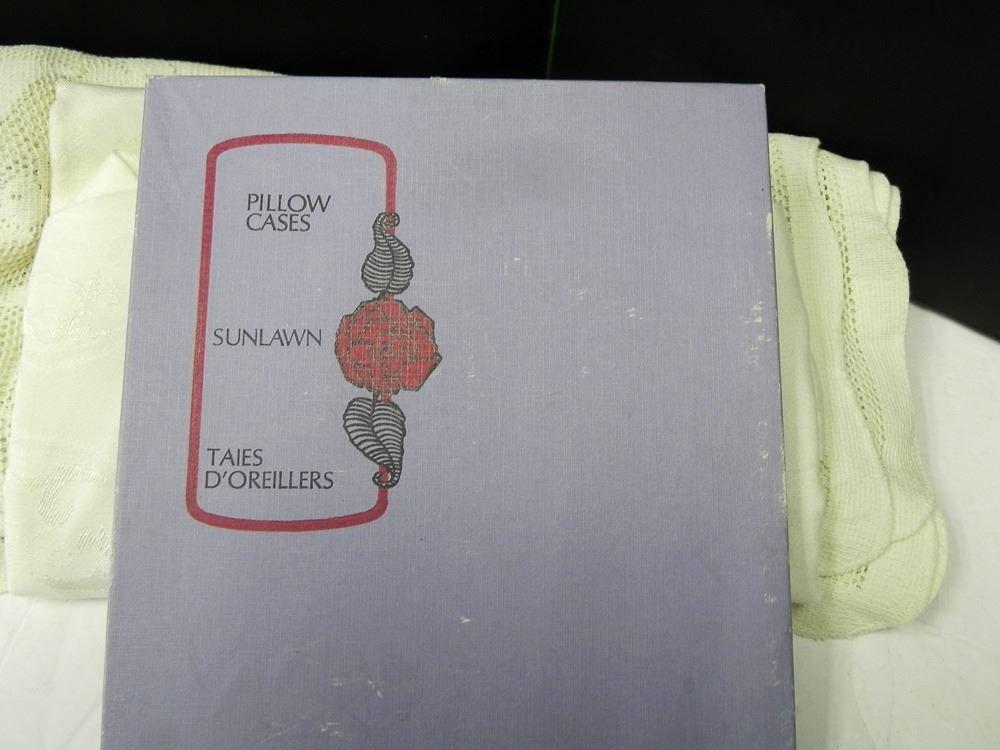 PILLOW
CASES
SUNLAWN
TAIES
D'OREILLERS